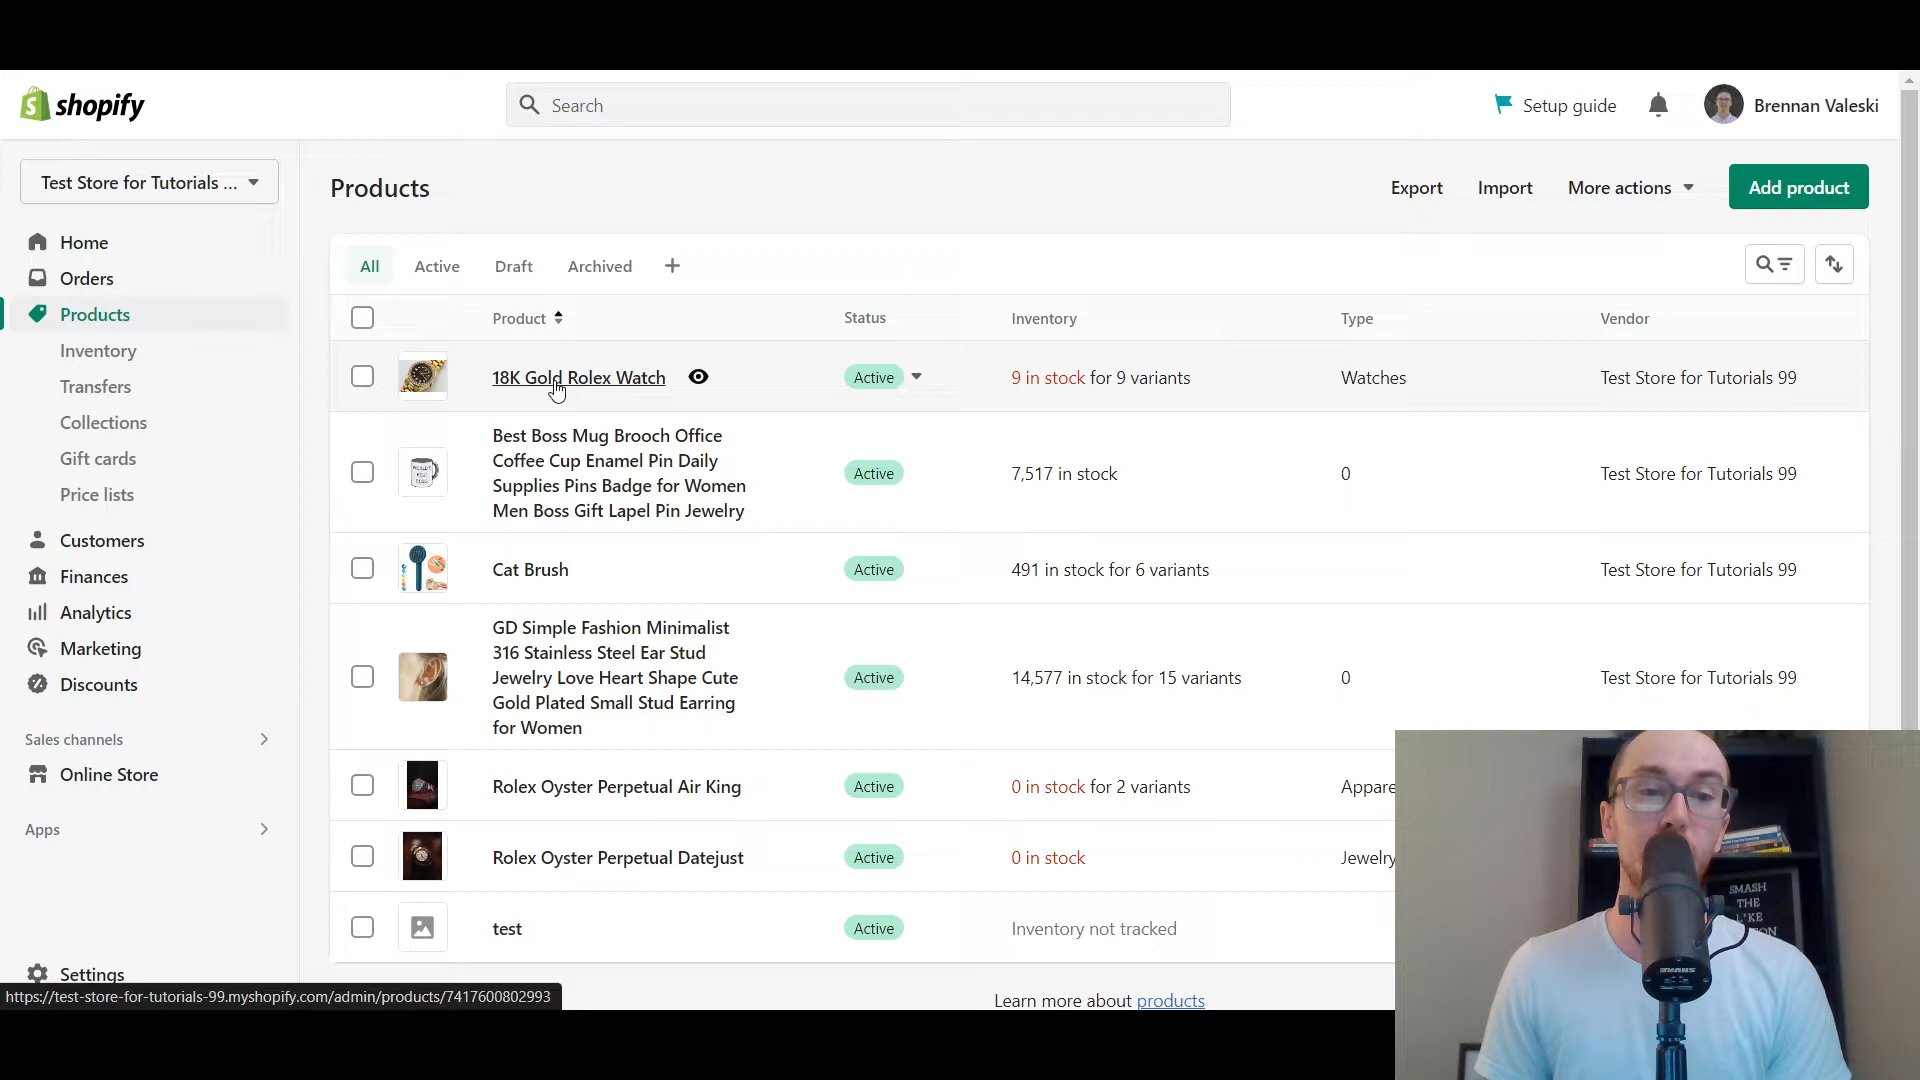 shopify
Search
Setup guide
Brennan Valeski
Test Store for Tutorials ...
Products
Export
Import
More actions
Add product
Home
Orders
Products
Inventory
Transfers
Collections
Gift cards
Price lists
Customers
Finances
Analytics
Marketing
Discounts
Sales channels
Online Store
Apps
Settings
All
Active
Draft
Archived
Product
Status
Inventory
Type
Vendor
18K Gold Rolex Watch
Active
9 in stock for 9 variants
Watches
Test Store for Tutorials 99
Best Boss Mug Brooch Office
Coffee Cup Enamel Pin Daily
Supplies Pins Badge for Women
Men Boss Gift Lapel Pin Jewelry
Active
7,517 in stock
0
Test Store for Tutorials 99
Cat Brush
Active
491 in stock for 6 variants
Test Store for Tutorials 99
GD Simple Fashion Minimalist
316 Stainless Steel Ear Stud
Jewelry Love Heart Shape Cute
Gold Plated Small Stud Earring
for Women
Active
14,577 in stock for 15 variants
0
Test Store for Tutorials 99
Rolex Oyster Perpetual Air King
Active
0 in stock for 2 variants
Appare
Rolex Oyster Perpetual Datejust
Active
0 in stock
Jewelry
test
Active
Inventory not tracked
Learn more about products
https://test-store-for-tutorials-99.myshopify.com/admin/products/7417600802993
SMASH
THE
SHURE